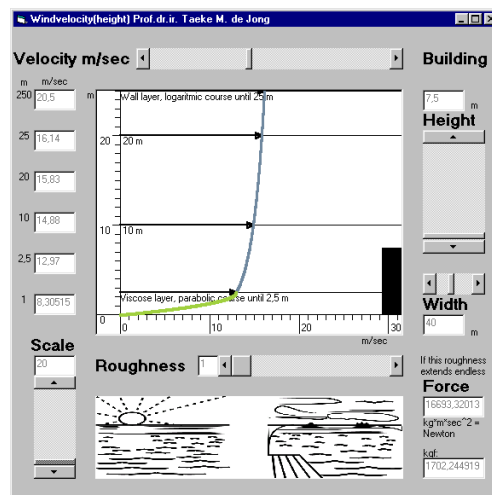 Windvelocity(height) Prof.dr.ir. Taeke M. de Jong
Velocity m/sec
Building
m m/sec
250 20,5
25 16,14
20 15,83
10 14,88
2,5 12,97
1 8,30515
m
Wall layer, logaritmic course until 25 m
20 20 m
10 10 m
Viscose layer, parabolic course until 2,5 m
0
0 10 20 30
m/sec
7,5
m
Height
Width
40
m
Scale
20
Roughness 1
If this roughness
extends endless
Force
16693,32013
kg*m*sec^2 =
Newton
kgf:
1702,244919